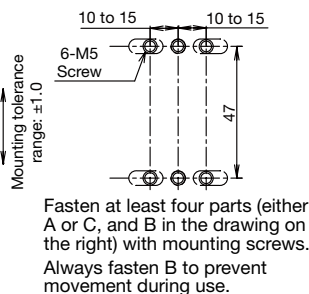 10 to 15
10 to 15
6-M5
Screw
Mounting tolerance
range: ±1.0
47
Fasten at least four parts (either
A or C, and B in the drawing on
the right) with mounting screws.
Always fasten B to prevent
movement during use.